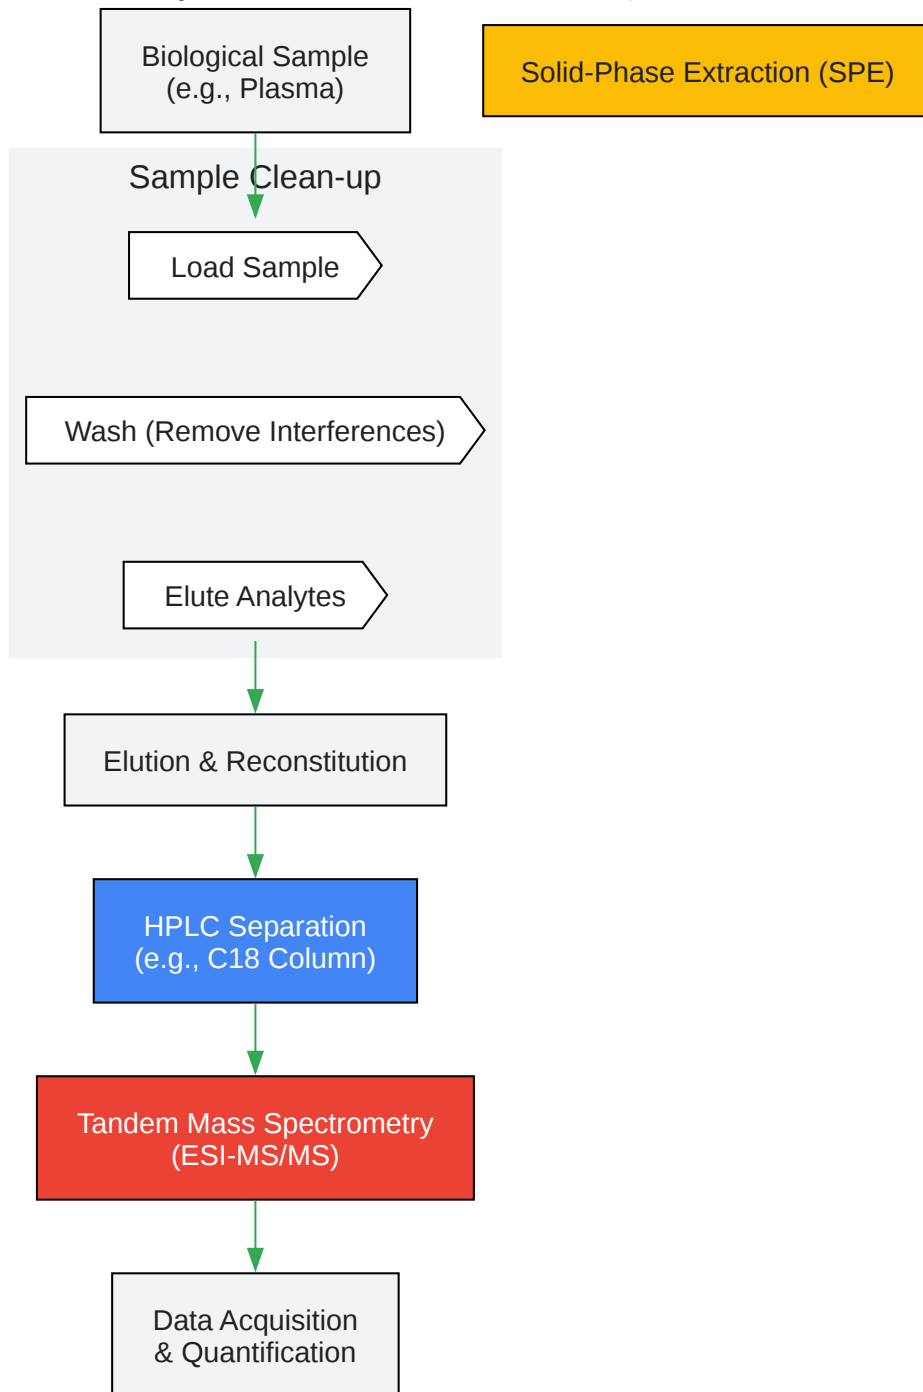 Biological Sample
(e.g., Plasma)
Solid-Phase Extraction (SPE)
Sample Clean-up
Load Sample
Wash (Remove Interferences)
Elute Analytes
Elution & Reconstitution
HPLC Separation
(e.g., C18 Column)
Tandem Mass Spectrometry
(ESI-MS/MS)
Data Acquisition
& Quantification